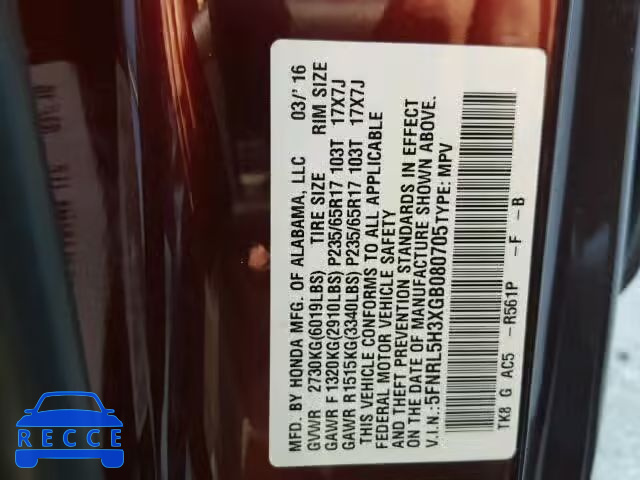 MFD. BY HONDA MFG. OF ALABAMA, LLC 03/'16
GVWR 2730KG(6019LBS) TIRE SIZE RIM SIZE
GAWR F 1320KG(2910LBS) P235/65R17 103T 17X7J
GAWR R1515KG(3340LBS) P235/65R17 103T 17X7J
THIS VEHICLE CONFORMS TO ALL APPLICABLE
FEDERAL MOTOR VEHICLE SAFETY
AND THEFT PREVENTION STANDARDS IN EFFECT
ON THE DATE OF MANUFACTURE SHOWN ABOVE.
V.I.N.:5FNRL5H3XGB080705TYPE: MPV
TK8 G AC5 -R561P -F -B
RECCE